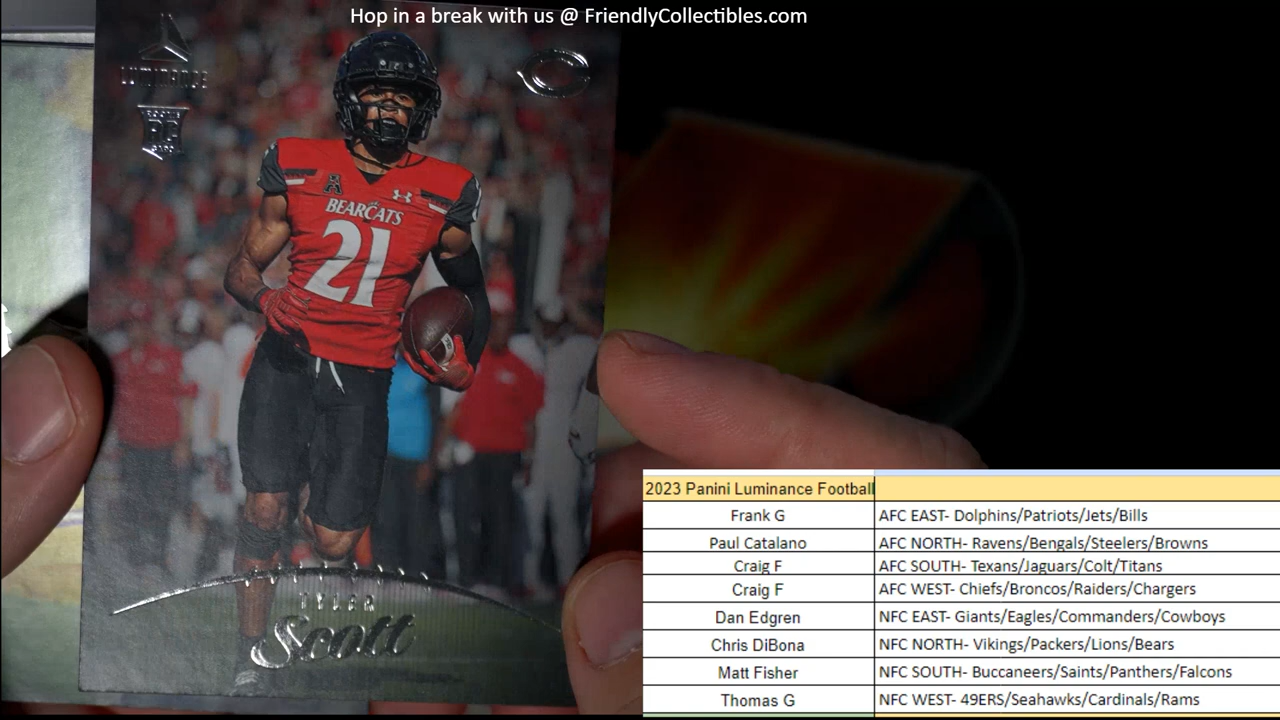 Hop in a break with us @ FriendlyCollectibles.com
LUMINANCE
ROOKIE
RC
CARD
A
BEARCATS
21
TYLER
Scott
2023 Panini Luminance Football
Frank G AFC EAST- Dolphins/Patriots/Jets/Bills
Paul Catalano AFC NORTH- Ravens/Bengals/Steelers/Browns
Craig F AFC SOUTH- Texans/Jaguars/Colt/Titans
Craig F AFC WEST- Chiefs/Broncos/Raiders/Chargers
Dan Edgren NFC EAST- Giants/Eagles/Commanders/Cowboys
Chris DiBona NFC NORTH- Vikings/Packers/Lions/Bears
Matt Fisher NFC SOUTH- Buccaneers/Saints/Panthers/Falcons
Thomas G NFC WEST- 49ERS/Seahawks/Cardinals/Rams